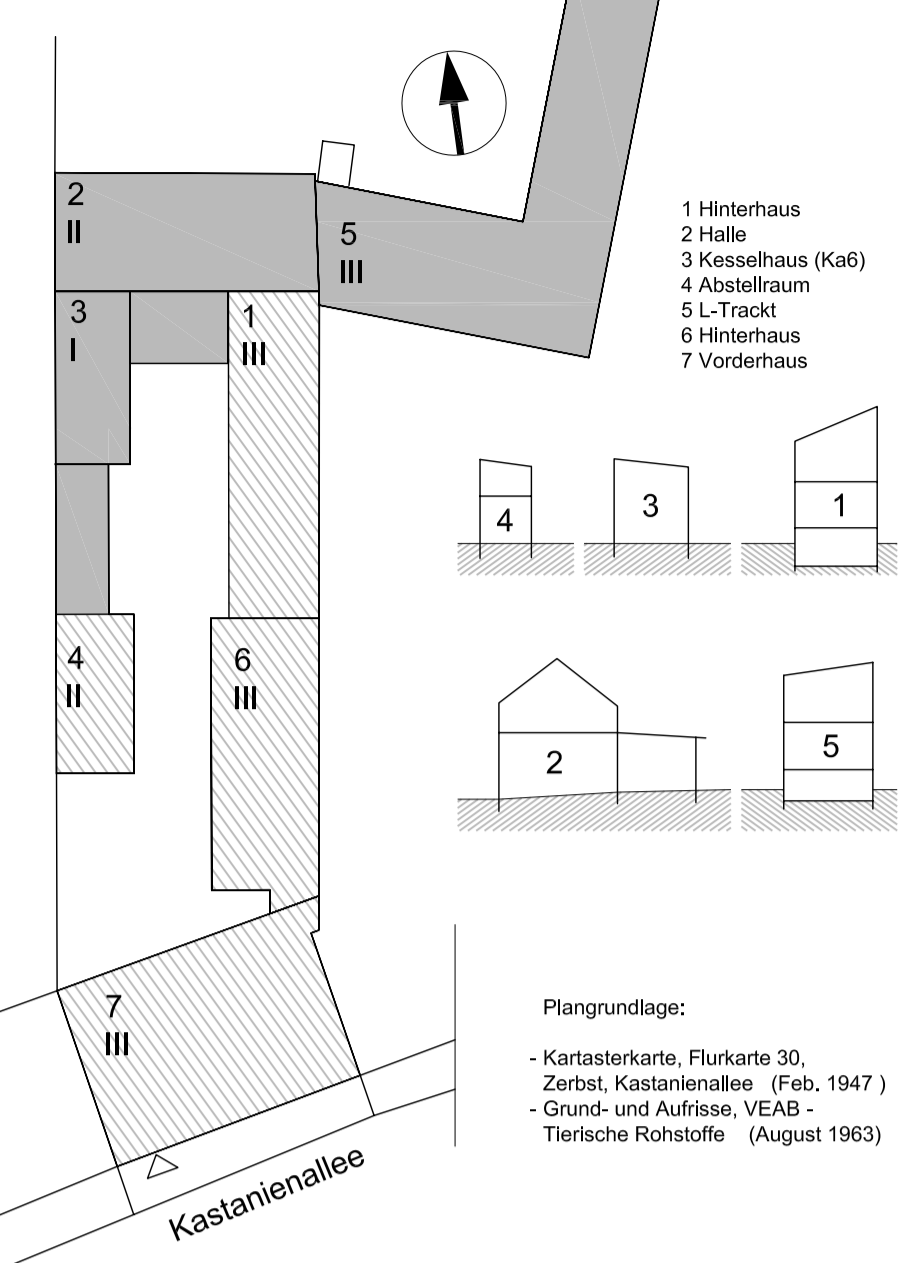 2
II
5
III
3
I
1
III
4
II
6
III
7
III
Kastanienallee
1 Hinterhaus
2 Halle
3 Kesselhaus (Ka6)
4 Abstellraum
5 L-Trackt
6 Hinterhaus
7 Vorderhaus
4
3
1
2
5
Plangrundlage:
- Kartasterkarte, Flurkarte 30,
Zerbst, Kastanienallee (Feb. 1947 )
- Grund- und Aufrisse, VEAB -
Tierische Rohstoffe (August 1963)